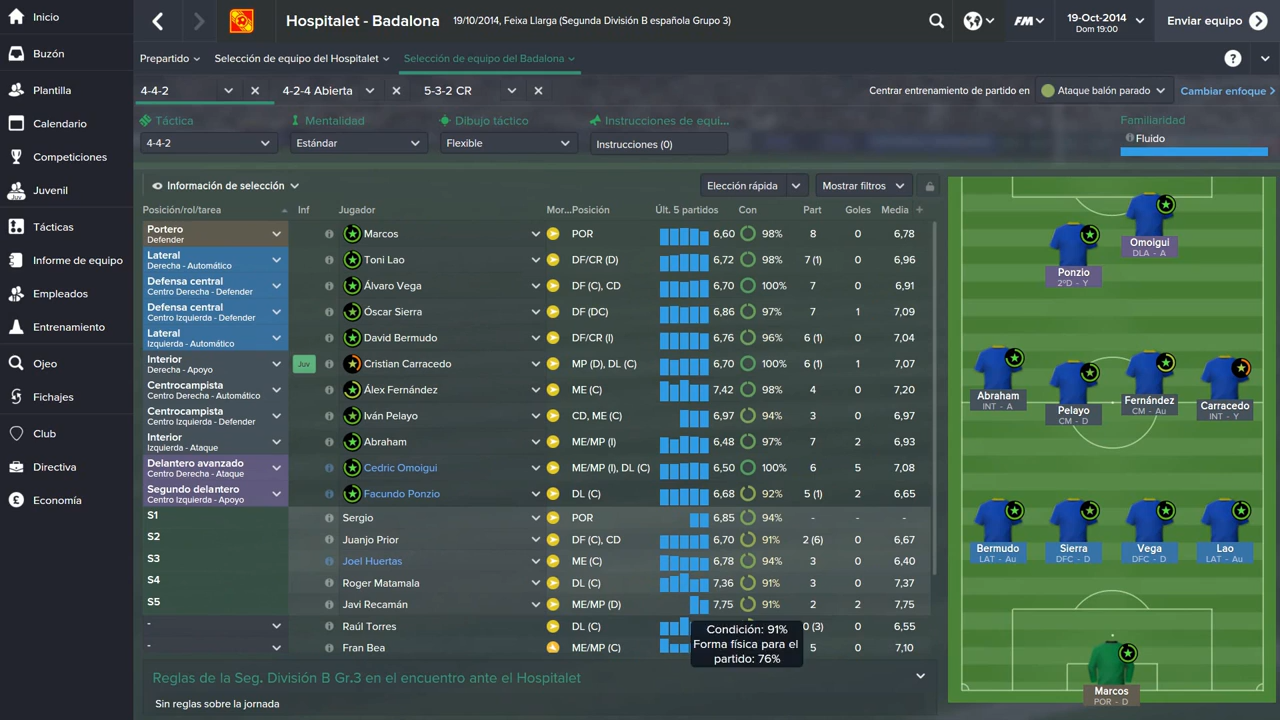 Inicio
Buzón
Plantilla
Calendario
Competiciones
Juv
Juvenil
Tácticas
Informe de equipo
Empleados
Entrenamiento
Ojeo
Fichajes
Club
Directiva
Economía
Hospitalet - Badalona
19/10/2014, Feixa Llarga (Segunda División B española Grupo 3)
FM
19-Oct-2014
Dom 19:00
Enviar equipo
Prepartido
Selección de equipo del Hospitalet
Selección de equipo del Badalona
?
4-4-2
4-2-4 Abierta
5-3-2 CR
Centrar entrenamiento de partido en
Ataque balón parado
Cambiar enfoque
Táctica
Mentalidad
Dibujo táctico
Instrucciones de equi...
Familiaridad
4-4-2
Estándar
Flexible
Instrucciones (0)
Fluido
Información de selección
Elección rápida
Mostrar filtros
Posición/rol/tarea Inf Jugador Mor... Posición Últ. 5 partidos Con Part Goles Media +
Portero
Defender
Marcos POR 6,60 98% 8 0 6,78
Lateral
Derecha - Automático
Toni Lao DF/CR (D) 6,72 98% 7 (1) 0 6,96
Defensa central
Centro Derecha - Defender
Álvaro Vega DF (C), CD 6,70 100% 7 0 6,91
Defensa central
Centro Izquierda - Defender
Óscar Sierra DF (DC) 6,86 97% 7 1 7,09
Lateral
Izquierda - Automático
David Bermudo DF/CR (I) 6,76 96% 6 (1) 0 7,04
Interior
Derecha - Apoyo
Juv Cristian Carracedo MP (D), DL (C) 6,70 100% 6 (1) 1 7,07
Centrocampista
Centro Derecha - Automático
Álex Fernández ME (C) 7,42 98% 4 0 7,20
Centrocampista
Centro Izquierda - Defender
Iván Pelayo CD, ME (C) 6,97 94% 3 0 6,97
Interior
Izquierda - Ataque
Abraham ME/MP (I) 6,48 97% 7 2 6,93
Delantero avanzado
Centro Derecha - Ataque
Cedric Omoigui ME/MP (I), DL (C) 6,50 100% 6 5 7,08
Segundo delantero
Centro Izquierda - Apoyo
Facundo Ponzio DL (C) 6,68 92% 5 (1) 2 6,65
S1 Sergio POR 6,85 94% - - -
S2 Juanjo Prior DF (C), CD 6,70 91% 2 (6) 0 6,67
S3 Joel Huertas ME (C) 6,78 94% 3 0 6,40
S4 Roger Matamala DL (C) 7,36 91% 3 0 7,37
S5 Javi Recamán ME/MP (D) 7,75 91% 2 2 7,75
- Raúl Torres DL (C) 0 (3) 0 6,55
- Fran Bea ME/MP (C) 5 0 7,10
Condición: 91%
Forma física para el
partido: 76%
Reglas de la Seg. División B Gr.3 en el encuentro ante el Hospitalet
Sin reglas sobre la jornada
Omoigui
DLA - A
Ponzio
2ºD - Y
Abraham
INT - A
Pelayo
CM - D
Fernández
CM - Au
Carracedo
INT - Y
Bermudo
LAT - Au
Sierra
DFC - D
Vega
DFC - D
Lao
LAT - Au
Marcos
POR - D